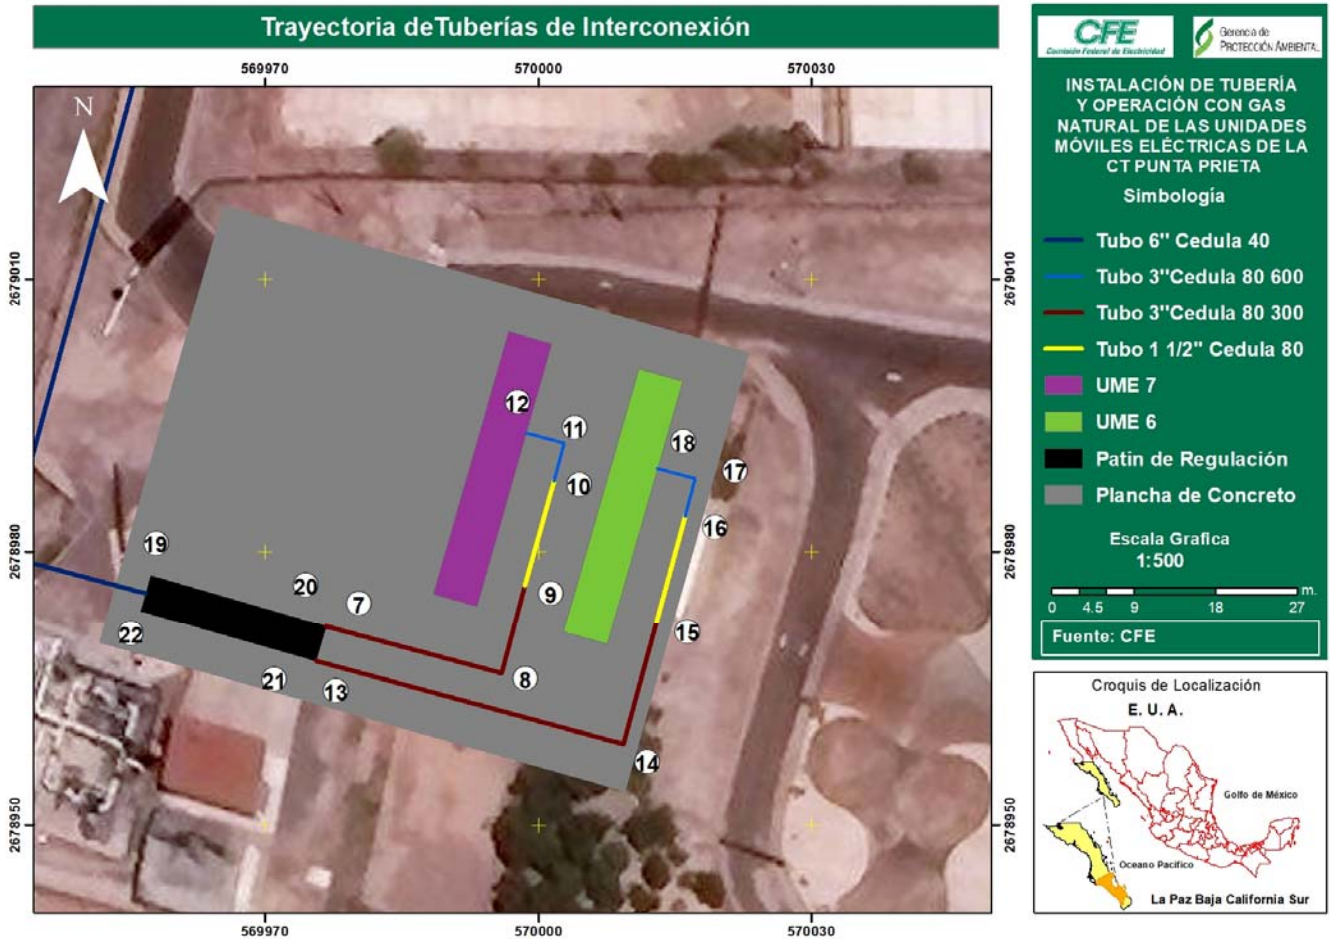 Trayectoria deTuberías de Interconexión
569970 570000 570030
N
2679010
2678980
2678950
12
11
10
18
17
16
19
20
7
9
15
22
21
13
8
14
2679010
2678980
2678950
569970 570000 570030
CFE
Comisión Federal de Electricidad
Gerencia de
PROTECCIÓN AMBIENTAL
INSTALACIÓN DE TUBERÍA
Y OPERACIÓN CON GAS
NATURAL DE LAS UNIDADES
MÓVILES ELÉCTRICAS DE LA
CT PUNTA PRIETA
Simbología
Tubo 6" Cedula 40
Tubo 3"Cedula 80 600
Tubo 3"Cedula 80 300
Tubo 1 1/2" Cedula 80
UME 7
UME 6
Patin de Regulación
Plancha de Concreto
Escala Grafica
1:500
m.
0 4.5 9 18 27
Fuente: CFE
Croquis de Localización
E. U. A.
Golfo de México
Oceano Pacífico
La Paz Baja California Sur